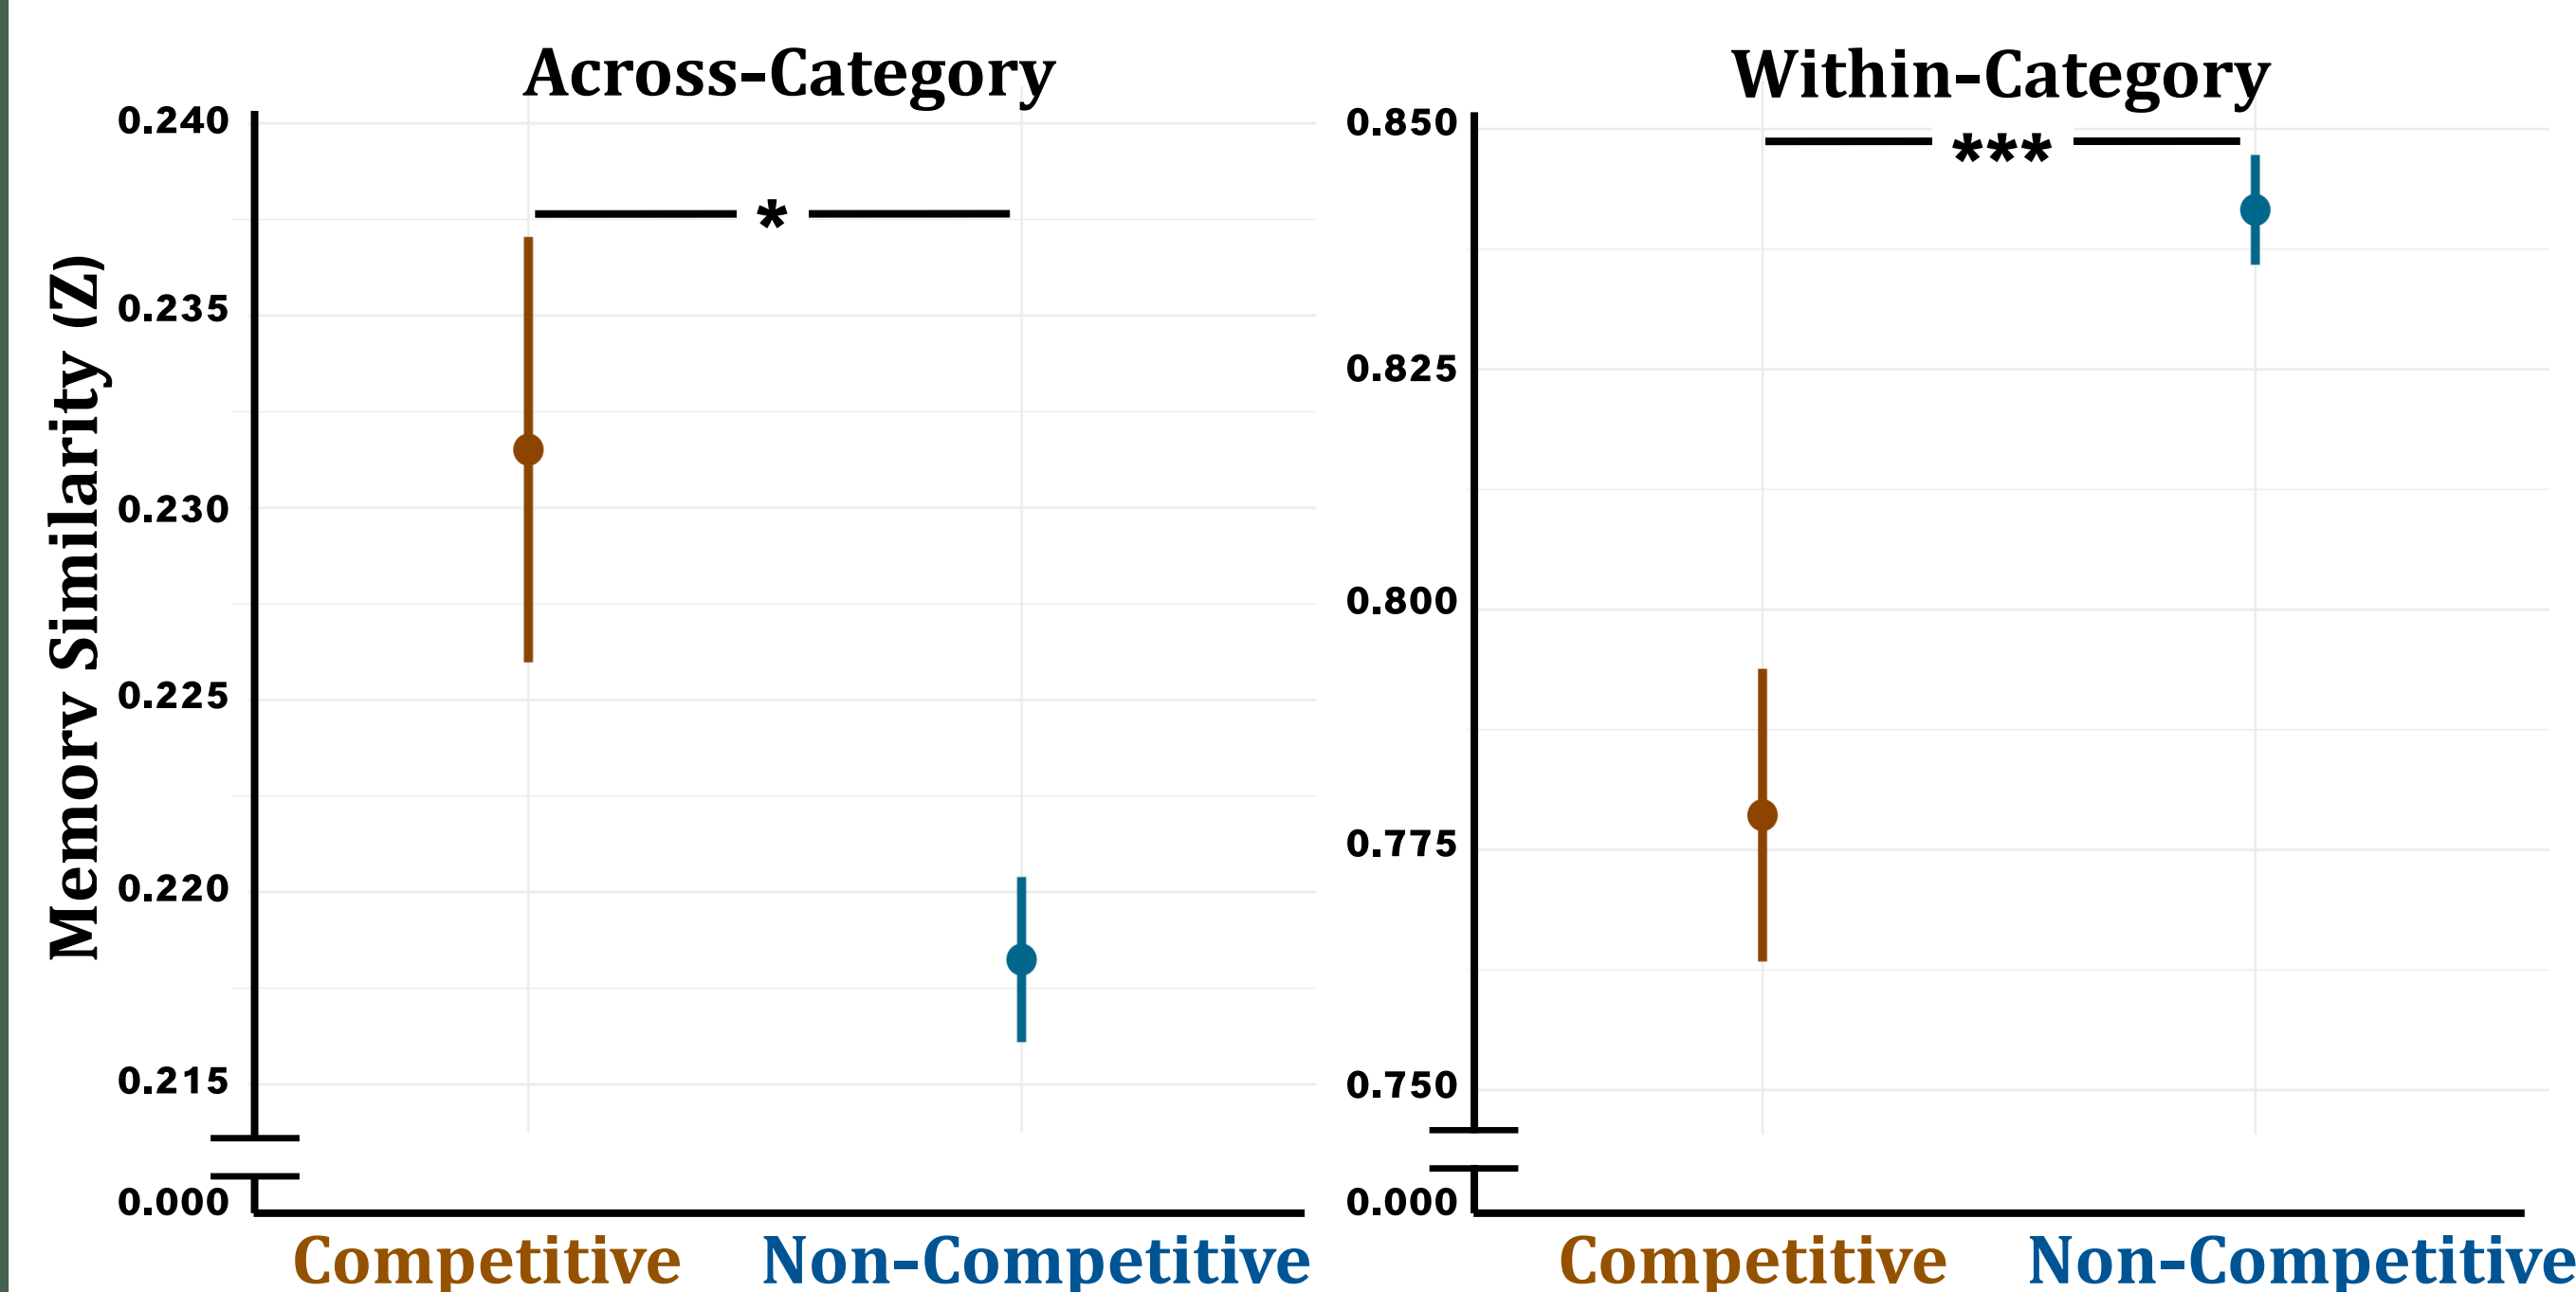 Across-Category
Memory Similarity (Z)
0.240
0.235
0.230
0.225
0.220
0.215
0.000
*
Competitive
Non-Competitive
Within-Category
0.850
0.825
0.800
0.775
0.750
0.000
***
Competitive
Non-Competitive